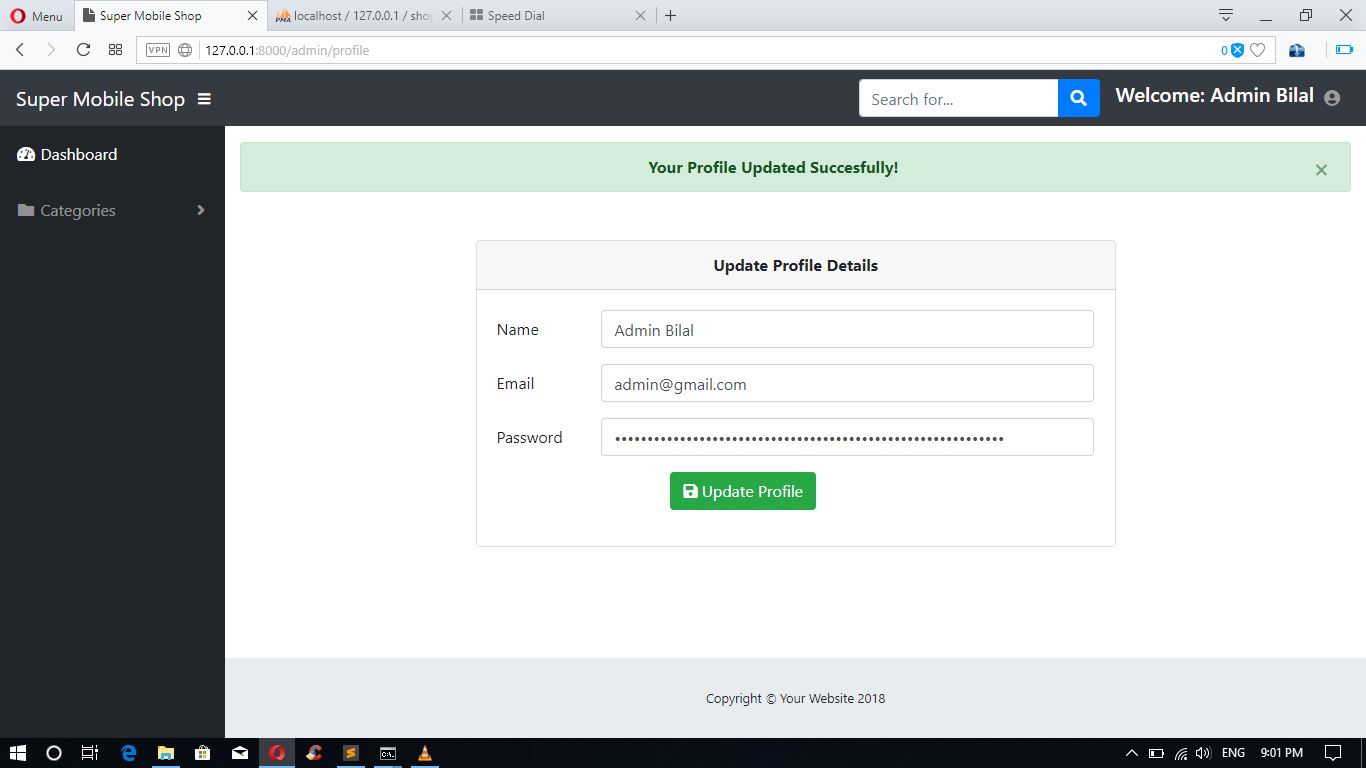 Menu
Super Mobile Shop
PMA
localhost / 127.0.0.1 / shop
Speed Dial
VPN
127.0.0.1:8000/admin/profile
0
Super Mobile Shop
Search for...
Welcome: Admin Bilal
Dashboard
Categories
Your Profile Updated Succesfully!
×
Update Profile Details
Name
Admin Bilal
Email
admin@gmail.com
Password
Update Profile
Copyright © Your Website 2018
C:\.
ENG
9:01 PM